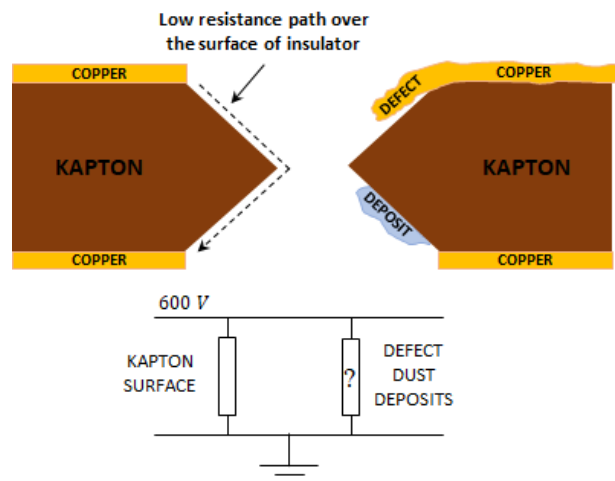 Low resistance path over
the surface of insulator
COPPER
COPPER
DEFECT
KAPTON
KAPTON
DEPOSIT
COPPER
COPPER
600 V
KAPTON
SURFACE
?
DEFECT
DUST
DEPOSITS